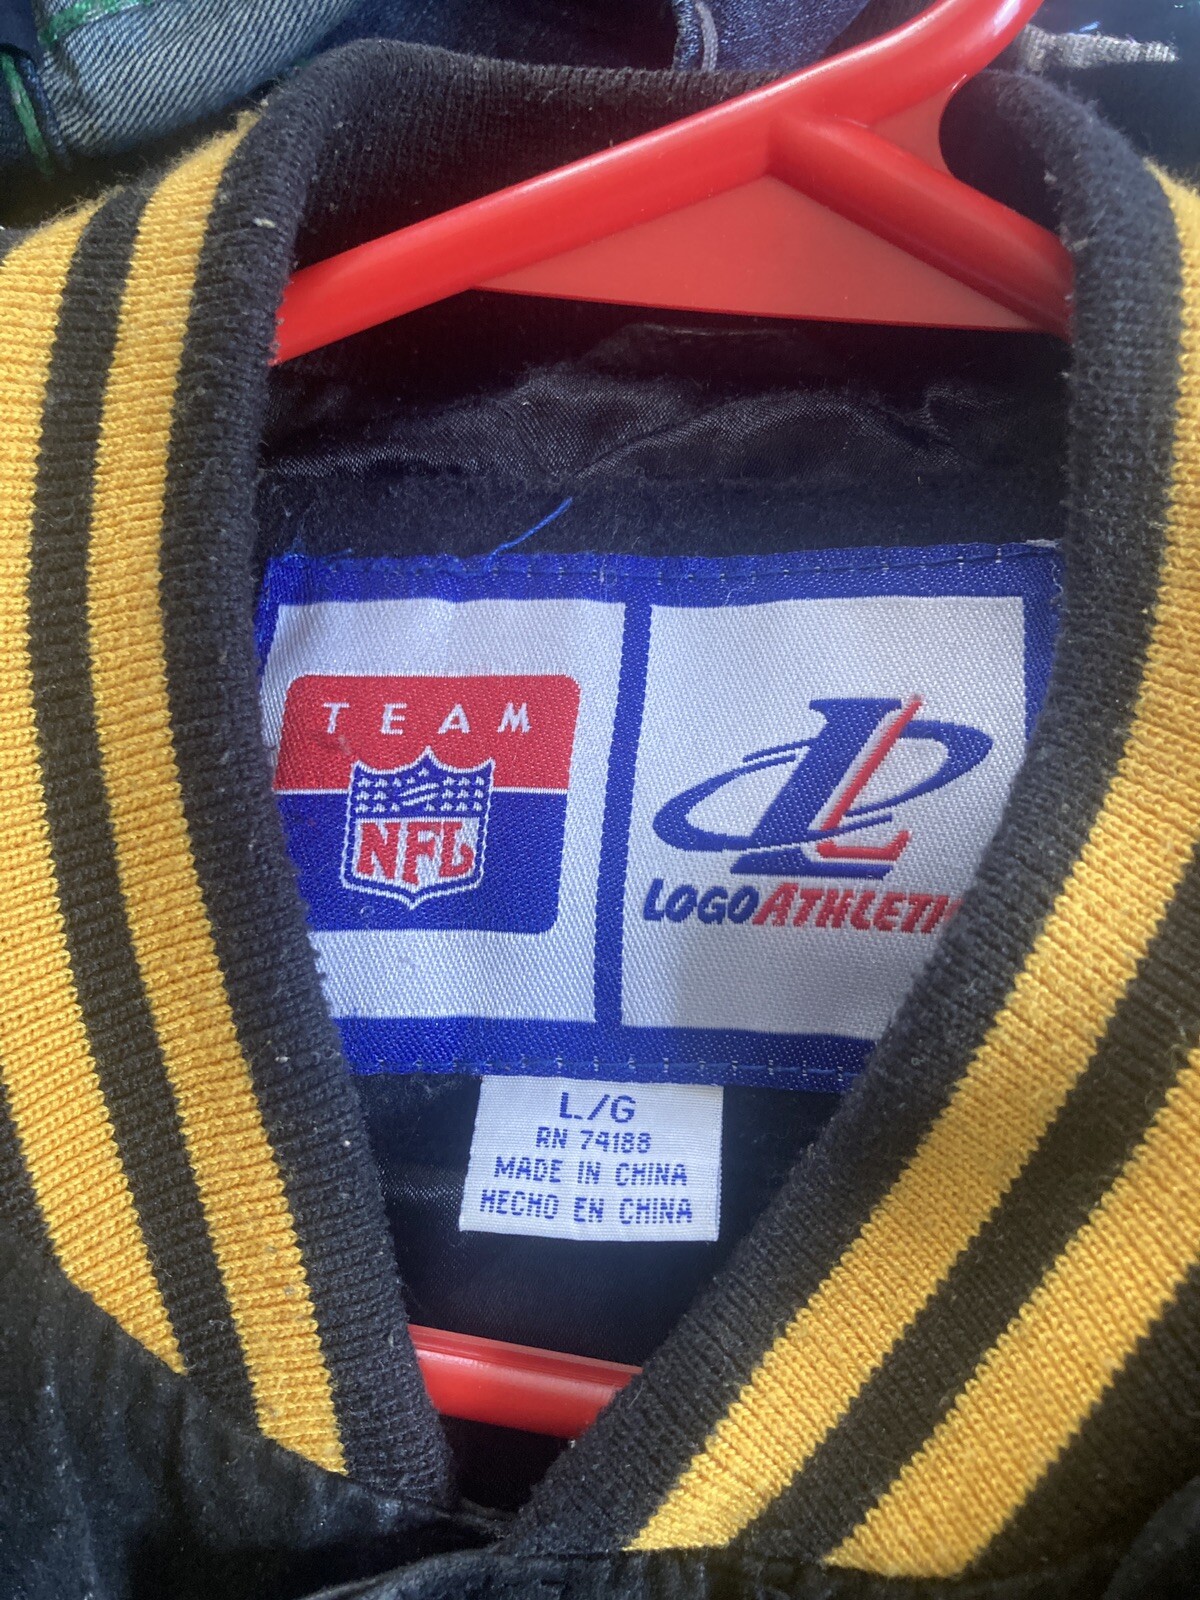 TEAM
NFL
LOGOATHLETI
L/G
RN 74188
MADE IN CHINA
HECHO EN CHINA